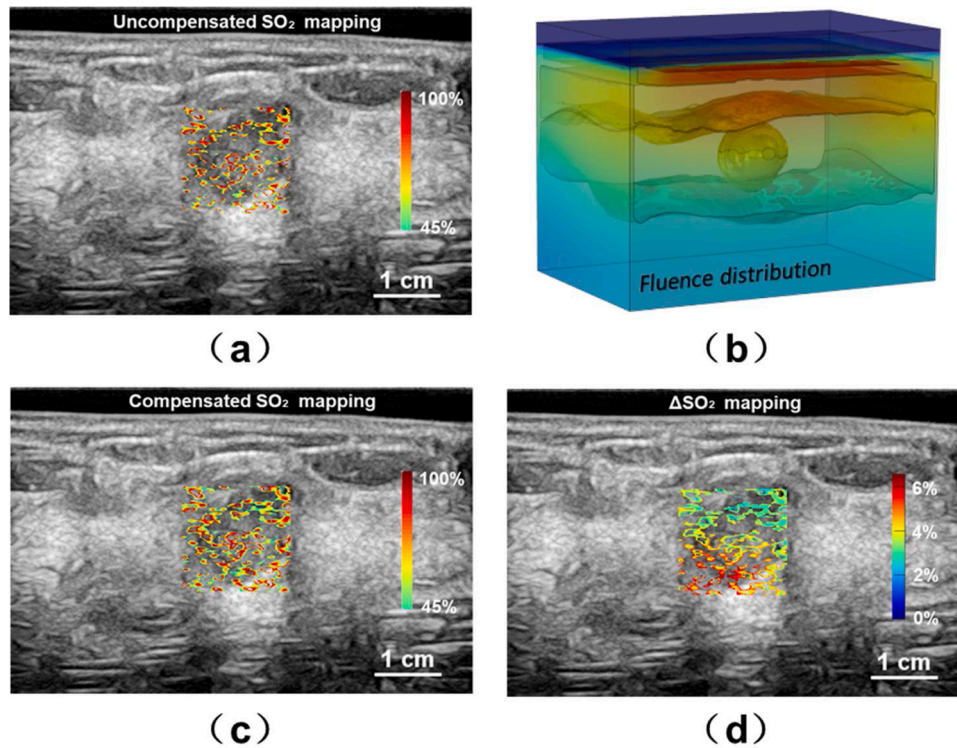 Uncompensated SO₂ mapping
100%
45%
1 cm
(a)
Fluence distribution
(b)
Compensated SO₂ mapping
100%
45%
1 cm
(c)
ΔSO₂ mapping
6%
4%
2%
0%
1 cm
(d)